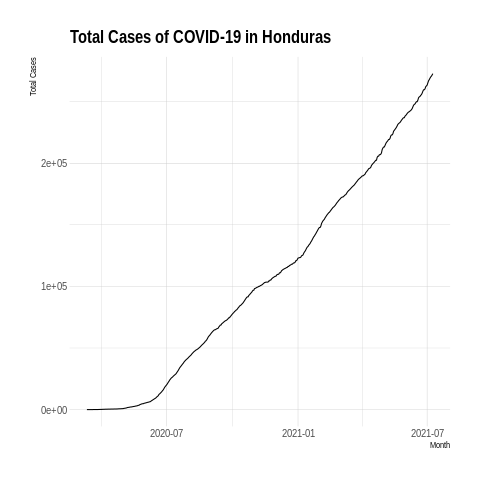 Total Cases of COVID-19 in Honduras
Total Cases
2e+05
1e+05
0e+00
2020-07 2021-01 2021-07
Month